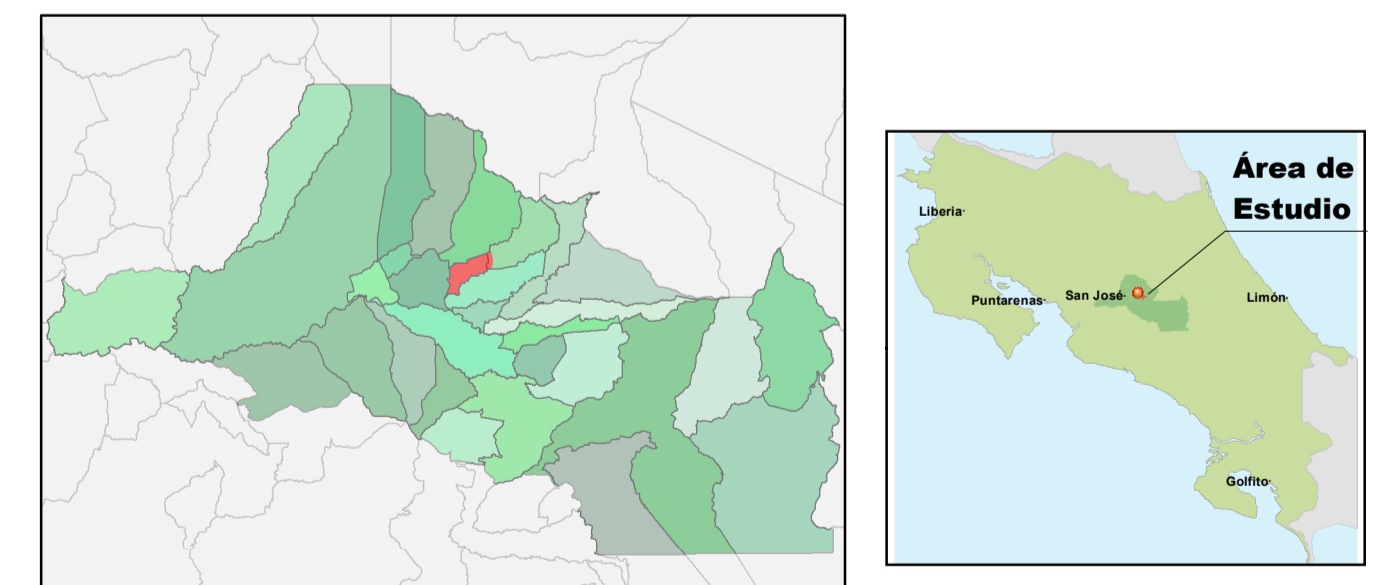 Área de
Estudio
Liberia
Puntarenas
San José
Limón
Golfito